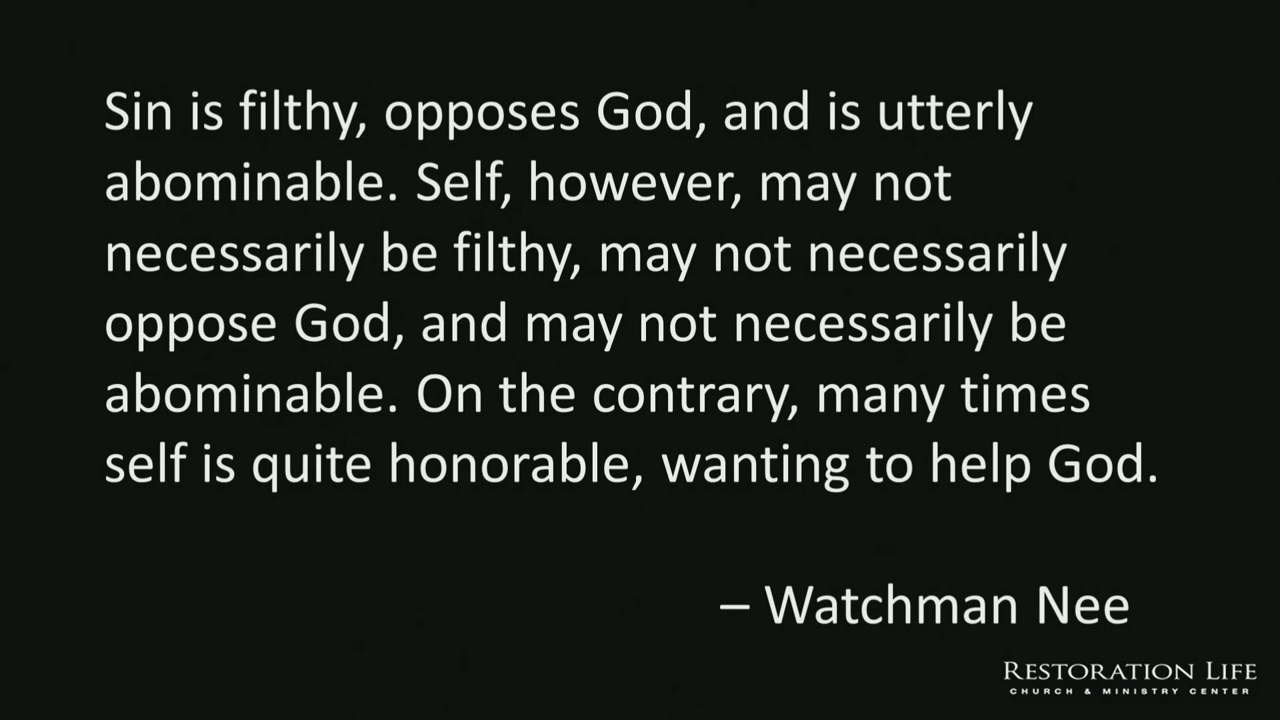 Sin is filthy, opposes God, and is utterly
abominable. Self, however, may not
necessarily be filthy, may not necessarily
oppose God, and may not necessarily be
abominable. On the contrary, many times
self is quite honorable, wanting to help God.
– Watchman Nee
RESTORATION LIFE
CHURCH & MINISTRY CENTER